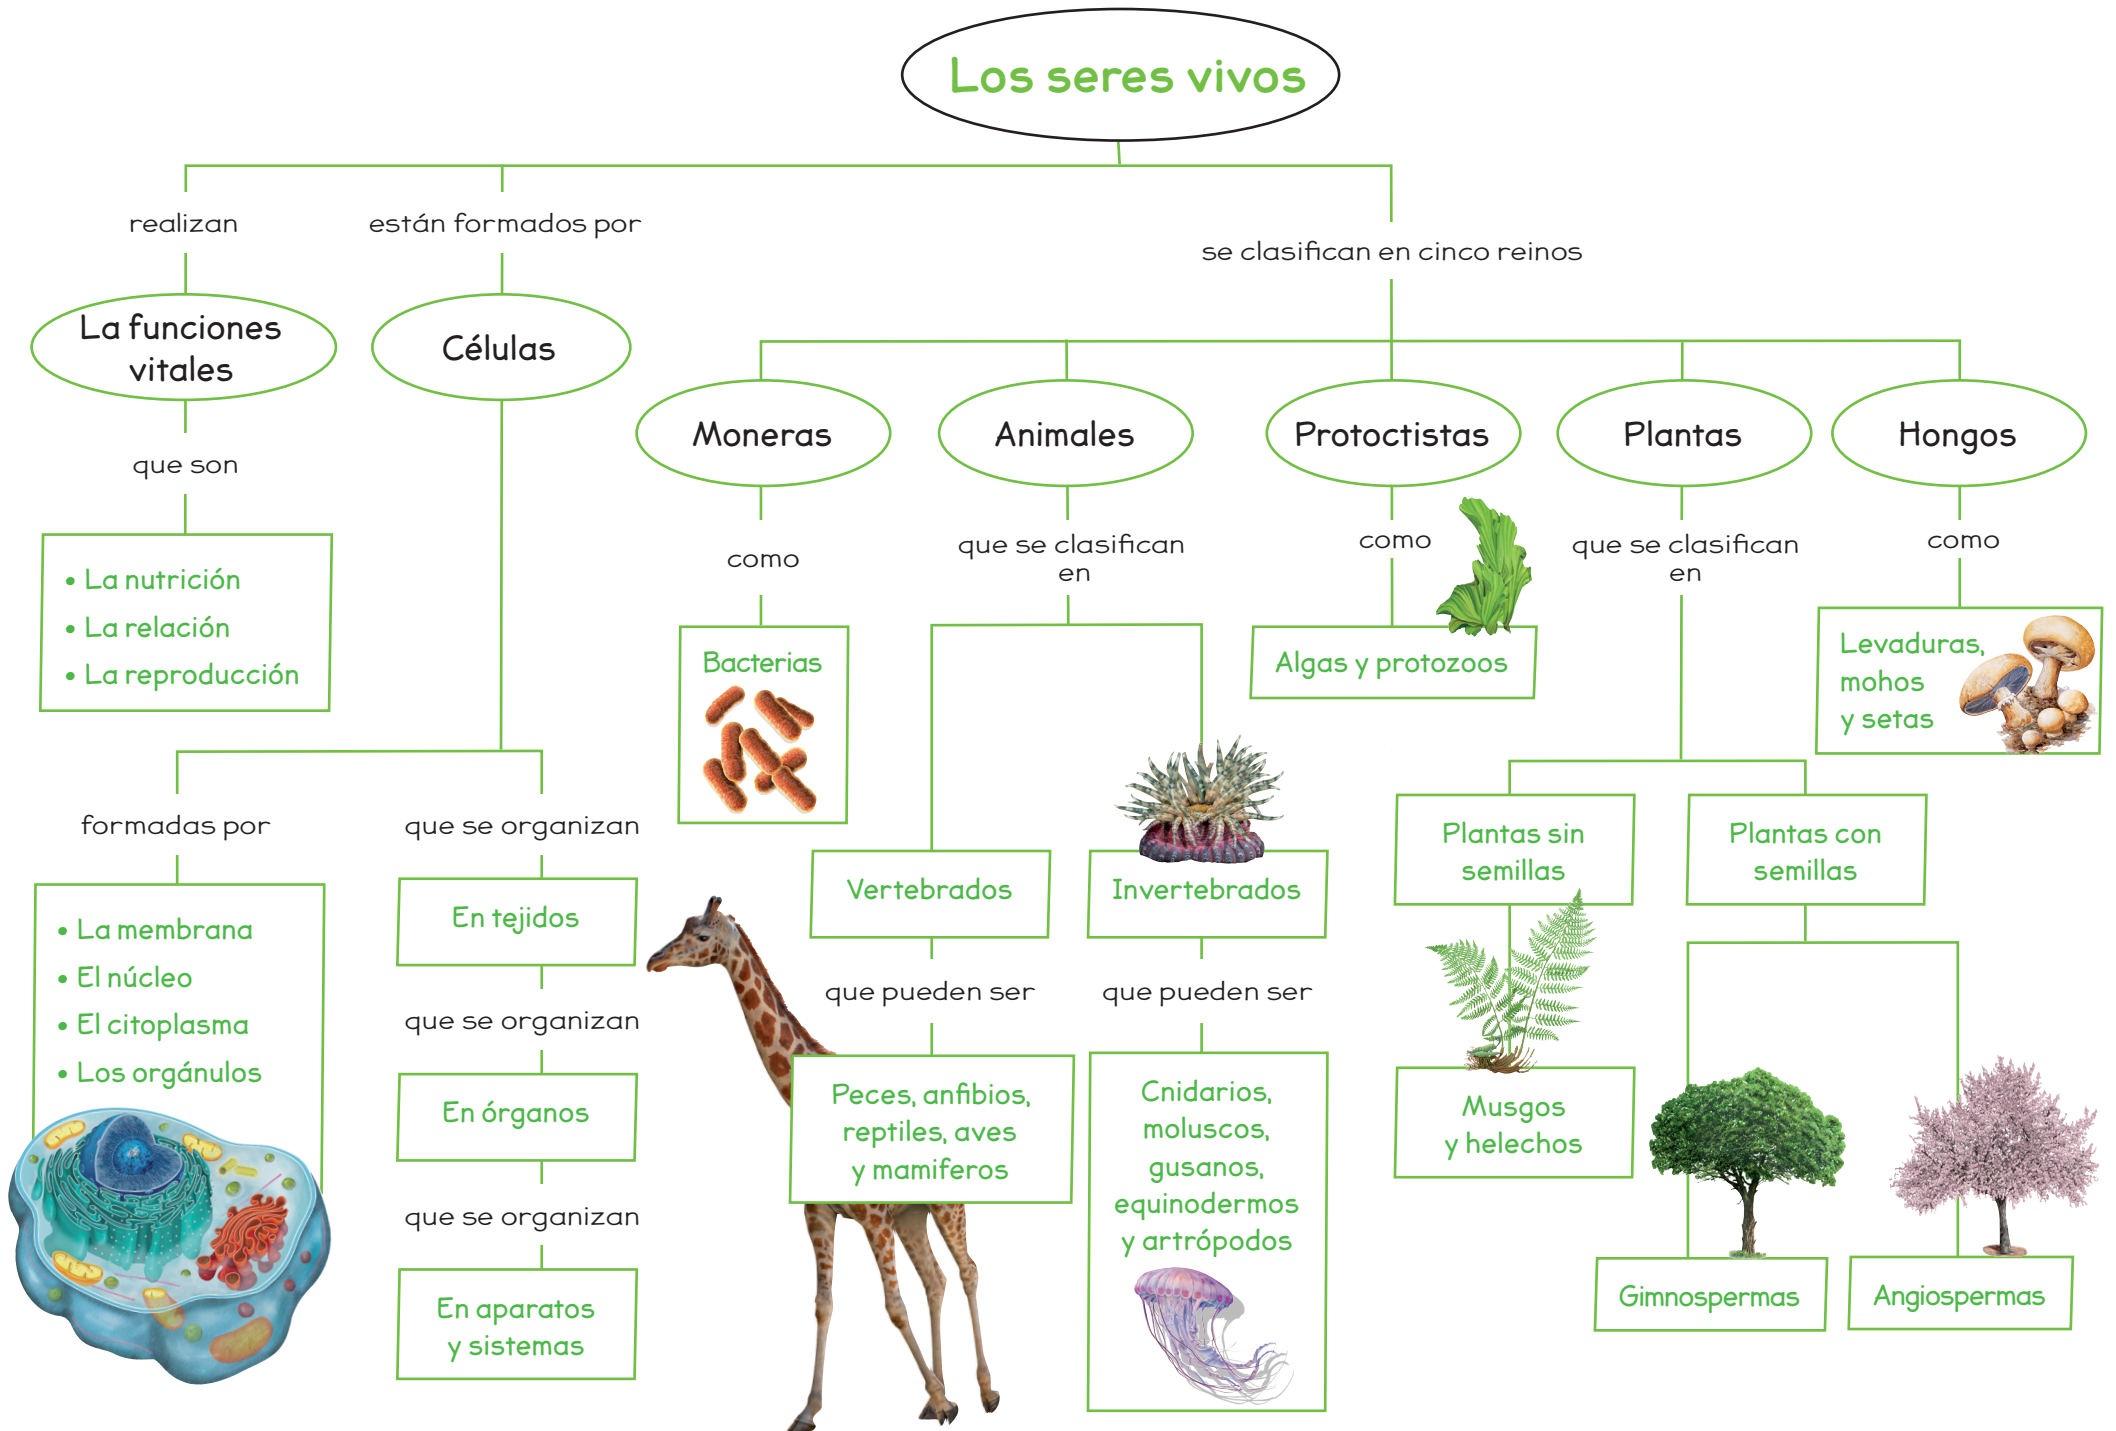 Los seres vivos
realizan
están formados por
se clasifican en cinco reinos
La funciones
vitales
Células
Moneras
Animales
Protoctistas
Plantas
Hongos
que son
como
que se clasifican
en
como
que se clasifican
en
como
• La nutrición
• La relación
• La reproducción
Bacterias
Algas y protozoos
Levaduras,
mohos
y setas
formadas por
que se organizan
Plantas sin
semillas
Plantas con
semillas
• La membrana
• El núcleo
• El citoplasma
• Los orgánulos
En tejidos
que se organizan
En órganos
que se organizan
En aparatos
y sistemas
Vertebrados
Invertebrados
que pueden ser
que pueden ser
Peces, anfibios,
reptiles, aves
y mamiferos
Cnidarios,
moluscos,
gusanos,
equinodermos
y artrópodos
Musgos
y helechos
Gimnospermas
Angiospermas